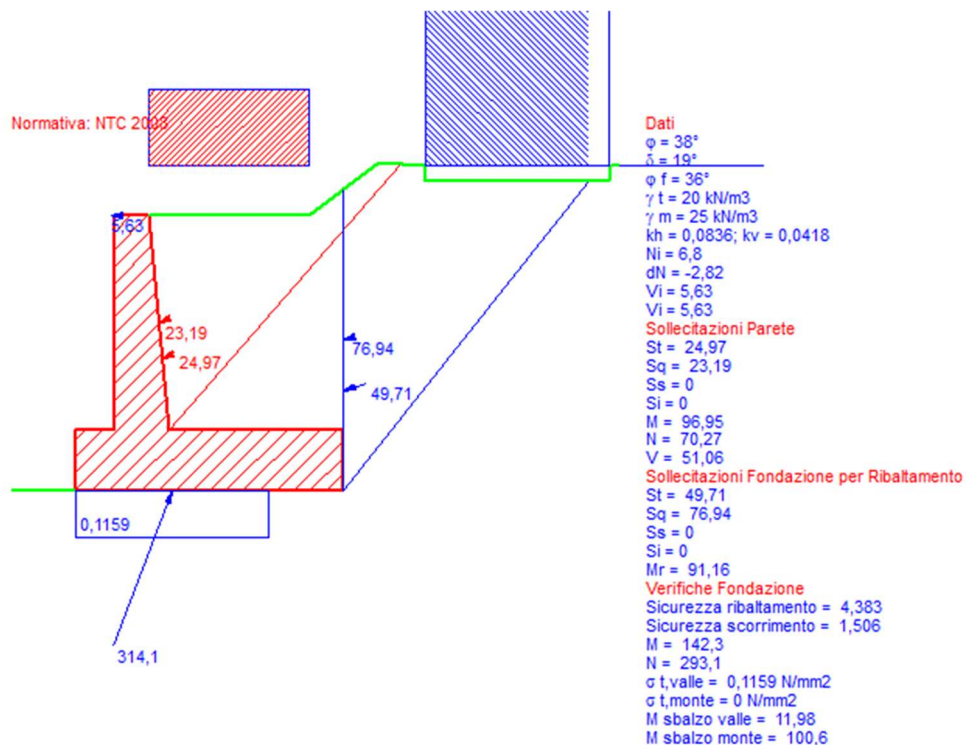 Normativa: NTC 2008
5,63
23,19
24,97
76,94
49,71
0,1159
314,1
Dati
φ = 38°
δ = 19°
φ f = 36°
γ t = 20 kN/m3
γ m = 25 kN/m3
kh = 0,0836; kv = 0,0418
Ni = 6,8
dN = -2,82
Vi = 5,63
Vi = 5,63
Sollecitazioni Parete
St = 24,97
Sq = 23,19
Ss = 0
Si = 0
M = 96,95
N = 70,27
V = 51,06
Sollecitazioni Fondazione per Ribaltamento
St = 49,71
Sq = 76,94
Ss = 0
Si = 0
Mr = 91,16
Verifiche Fondazione
Sicurezza ribaltamento = 4,383
Sicurezza scorrimento = 1,506
M = 142,3
N = 293,1
σ t,valle = 0,1159 N/mm2
σ t,monte = 0 N/mm2
M sbalzo valle = 11,98
M sbalzo monte = 100,6